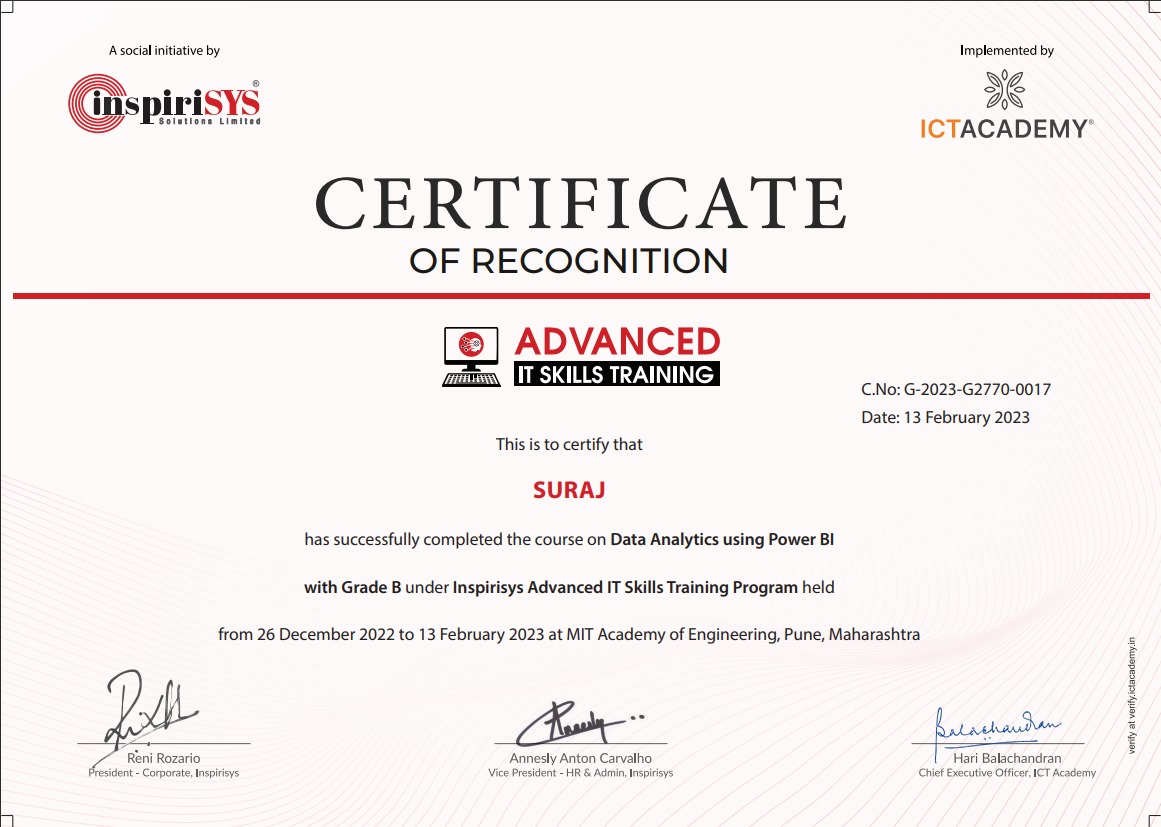 A social initiative by
inspiriSYS®
Solutions Limited
Implemented by
ICTACADEMY®
CERTIFICATE
OF RECOGNITION
ADVANCED
IT SKILLS TRAINING
C.No: G-2023-G2770-0017
Date: 13 February 2023
This is to certify that
SURAJ
has successfully completed the course on Data Analytics using Power BI
with Grade B under Inspirisys Advanced IT Skills Training Program held
from 26 December 2022 to 13 February 2023 at MIT Academy of Engineering, Pune, Maharashtra
Reni Rozario
President - Corporate, Inspirisys
Annesly
Annesly Anton Carvalho
Vice President - HR & Admin, Inspirisys
Balachandran
Hari Balachandran
Chief Executive Officer, ICT Academy
verify at verify.ictacademy.in